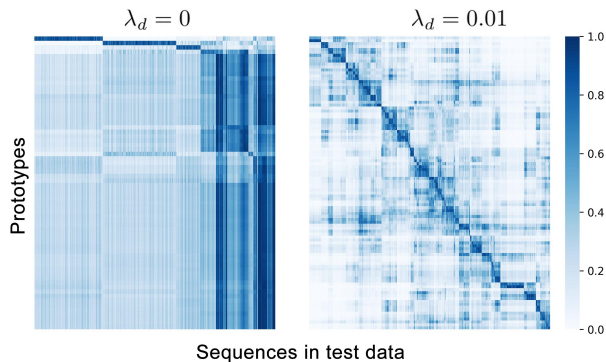 λ_d = 0
λ_d = 0.01
1.0
0.8
0.6
0.4
0.2
0.0
Prototypes
Sequences in test data